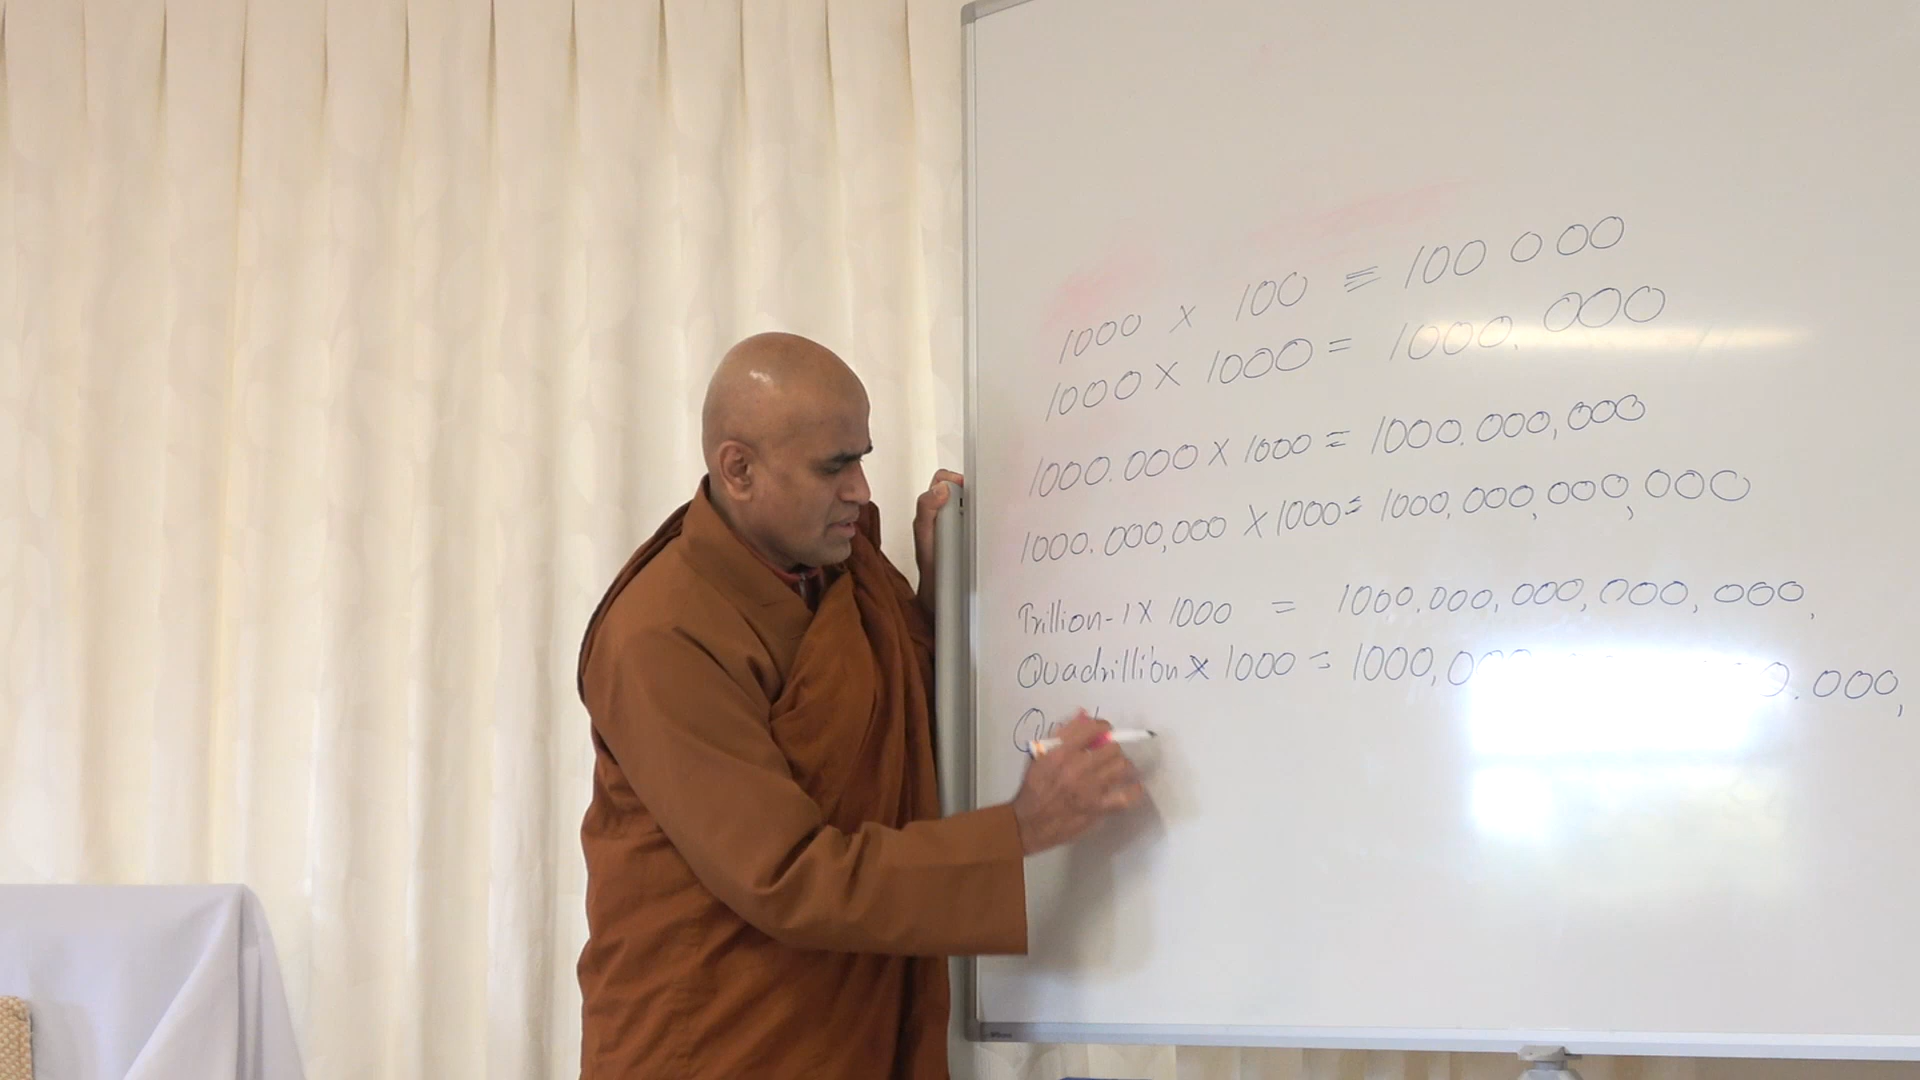 1000 x 100 = 100 000
1000 x 1000 = 1000,000
1000.000 x 1000 = 1000.000,000
1000.000,000 x 1000 = 1000,000,000,000
Trillion-1 x 1000 = 1000,000,000,000,000,
Quadrillion x 1000 = 1000, .000,